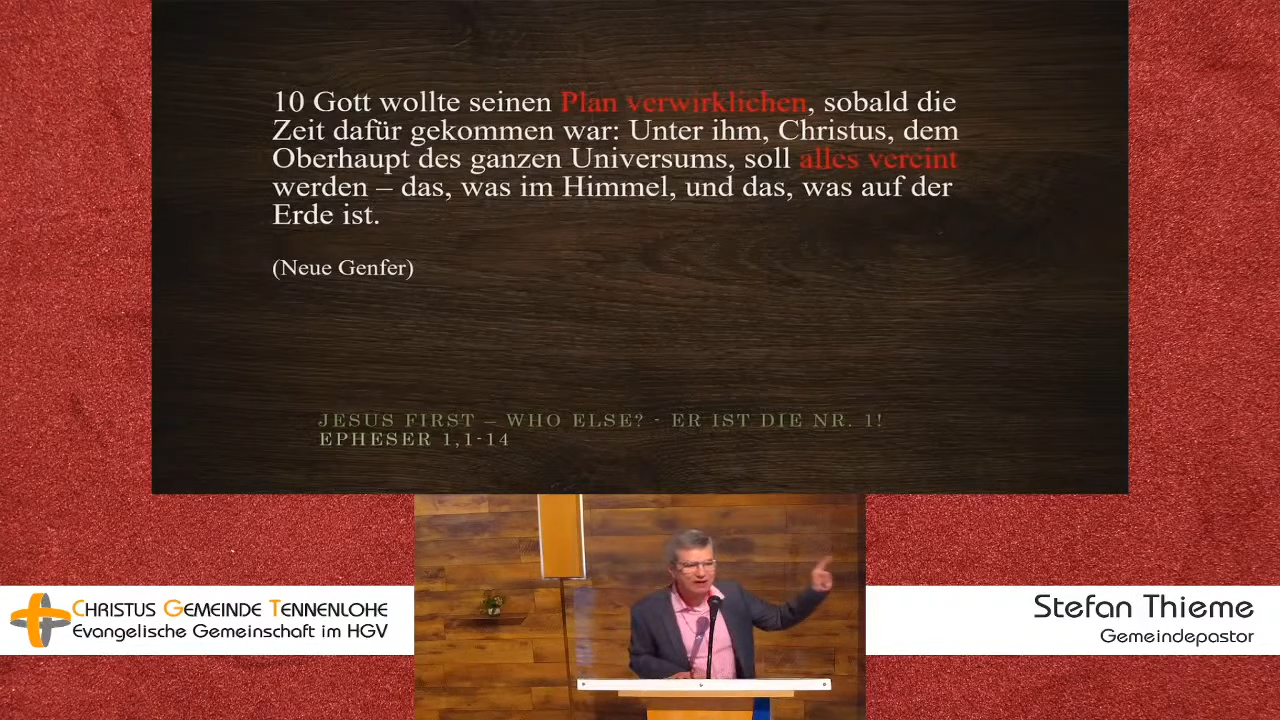 10 Gott wollte seinen Plan verwirklichen, sobald die
Zeit dafür gekommen war: Unter ihm, Christus, dem
Oberhaupt des ganzen Universums, soll alles vereint
werden – das, was im Himmel, und das, was auf der
Erde ist.
(Neue Genfer)
JESUS FIRST – WHO ELSE? - ER IST DIE NR. 1!
EPHESER 1,1-14
CHRISTUS GEMEINDE TENNENLOHE
Evangelische Gemeinschaft im HGV
Stefan Thieme
Gemeindepastor